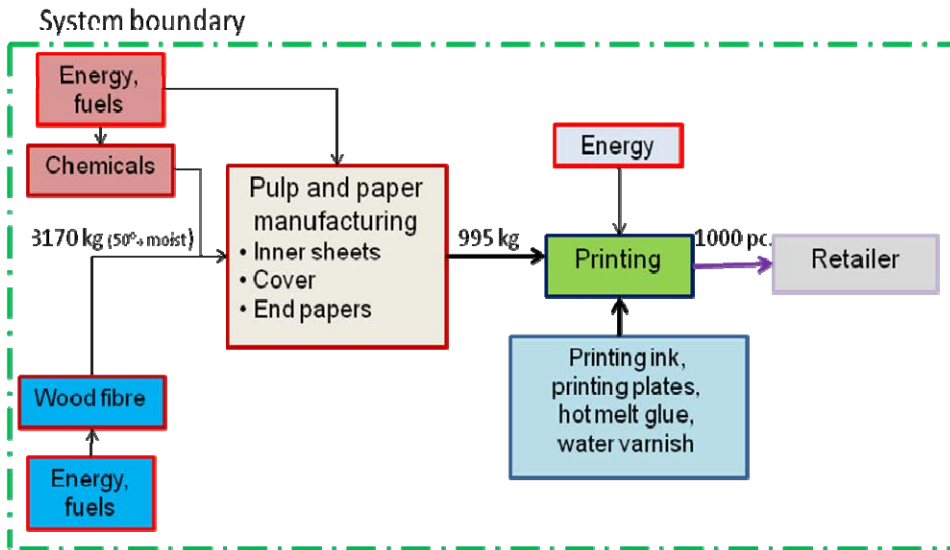 System boundary
Energy,
fuels
Chemicals
3170 kg (50% moist)
Wood fibre
Energy,
fuels
Pulp and paper
manufacturing
• Inner sheets
• Cover
• End papers
995 kg
Energy
Printing
Printing ink,
printing plates,
hot melt glue,
water varnish
1000 pc.
Retailer